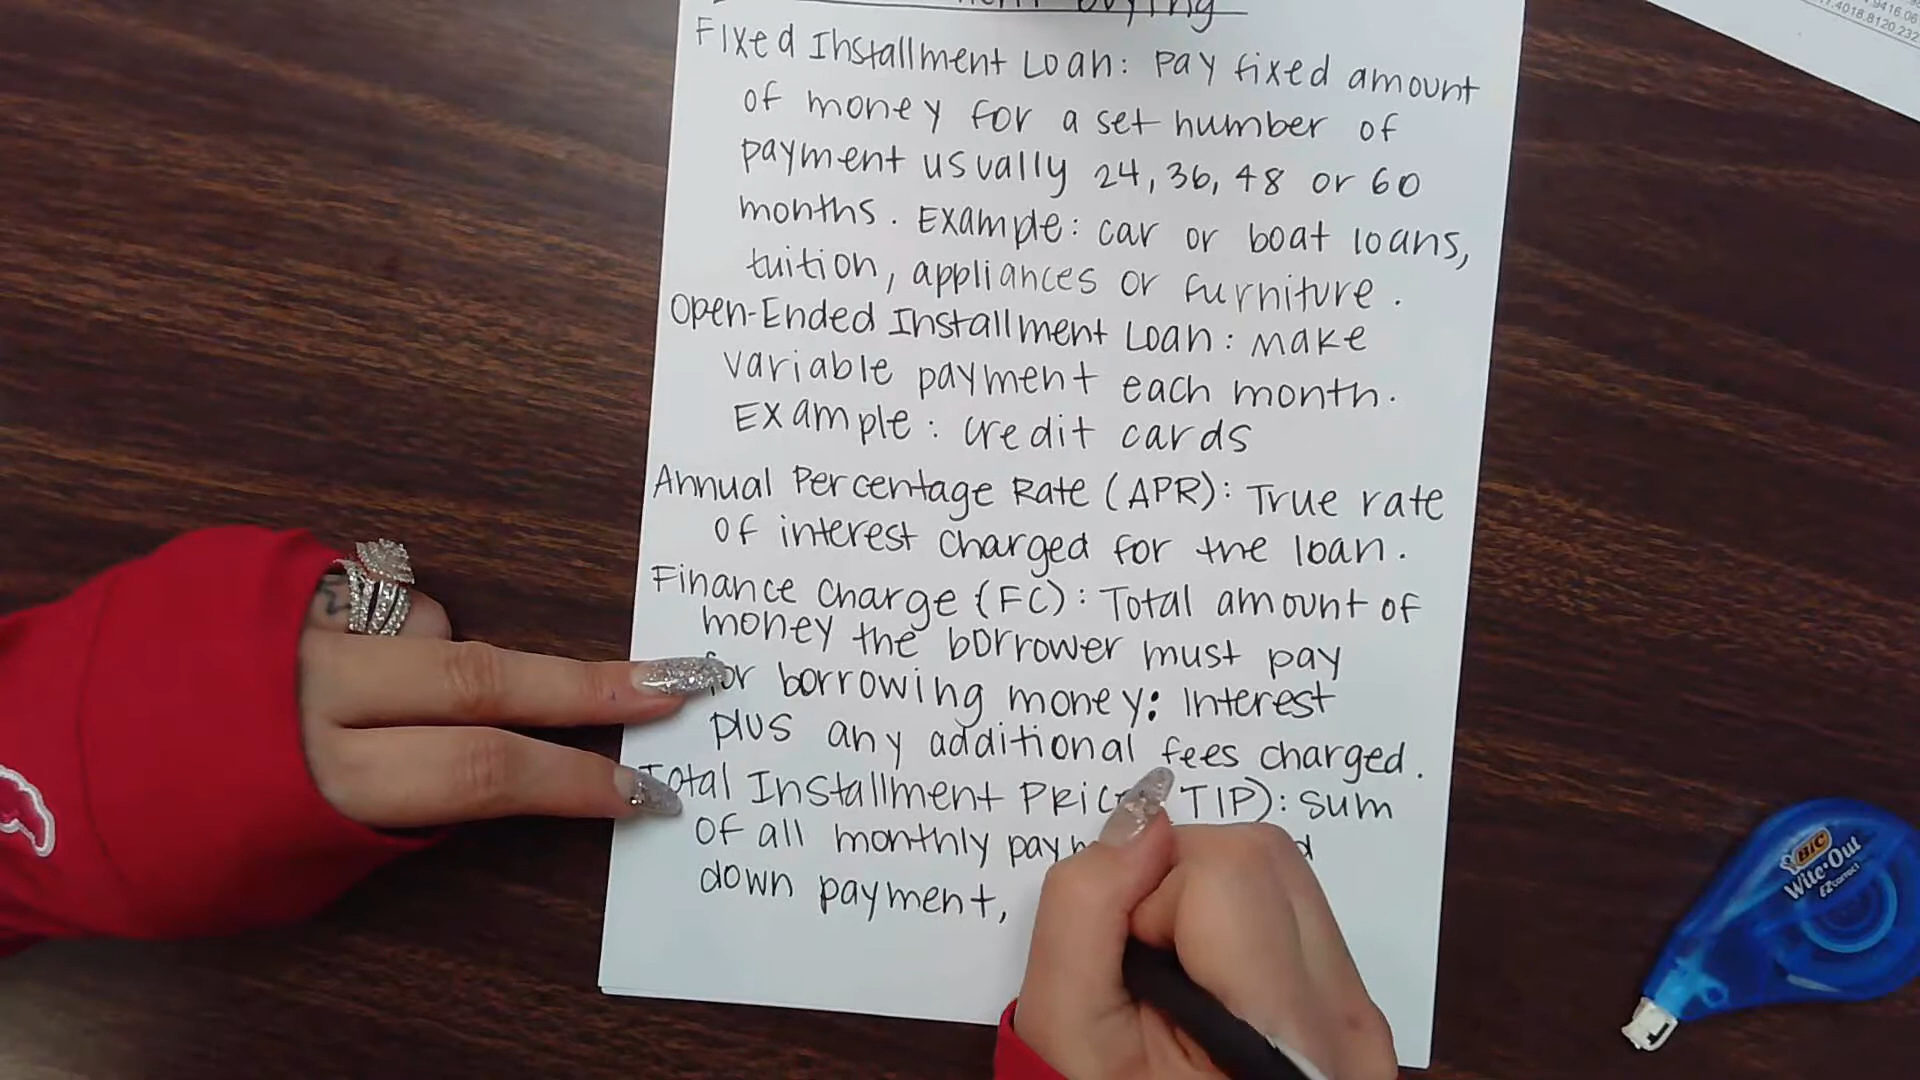 buying
Fixed Installment Loan: pay fixed amount
of money for a set number of
payment usually 24, 36, 48 or 60
months. Example: car or boat loans,
tuition, appliances or furniture.
Open-Ended Installment Loan: make
variable payment each month.
Example: credit cards
Annual Percentage Rate (APR): True rate
of interest charged for the loan.
Finance Charge (FC): Total amount of
money the borrower must pay
for borrowing money: Interest
plus any additional fees charged.
Total Installment Price (TIP): sum
of all monthly
down payment,
BIC
Wite·Out
EZcorrect